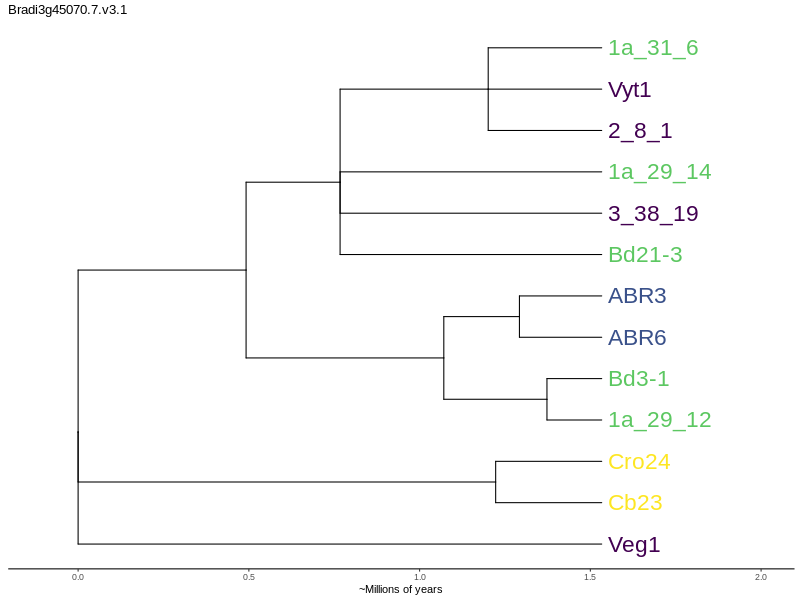 Bradi3g45070.7.v3.1
1a_31_6
Vyt1
2_8_1
1a_29_14
3_38_19
Bd21-3
ABR3
ABR6
Bd3-1
1a_29_12
Cro24
Cb23
Veg1
0.0 0.5 1.0 1.5 2.0
~Millions of years